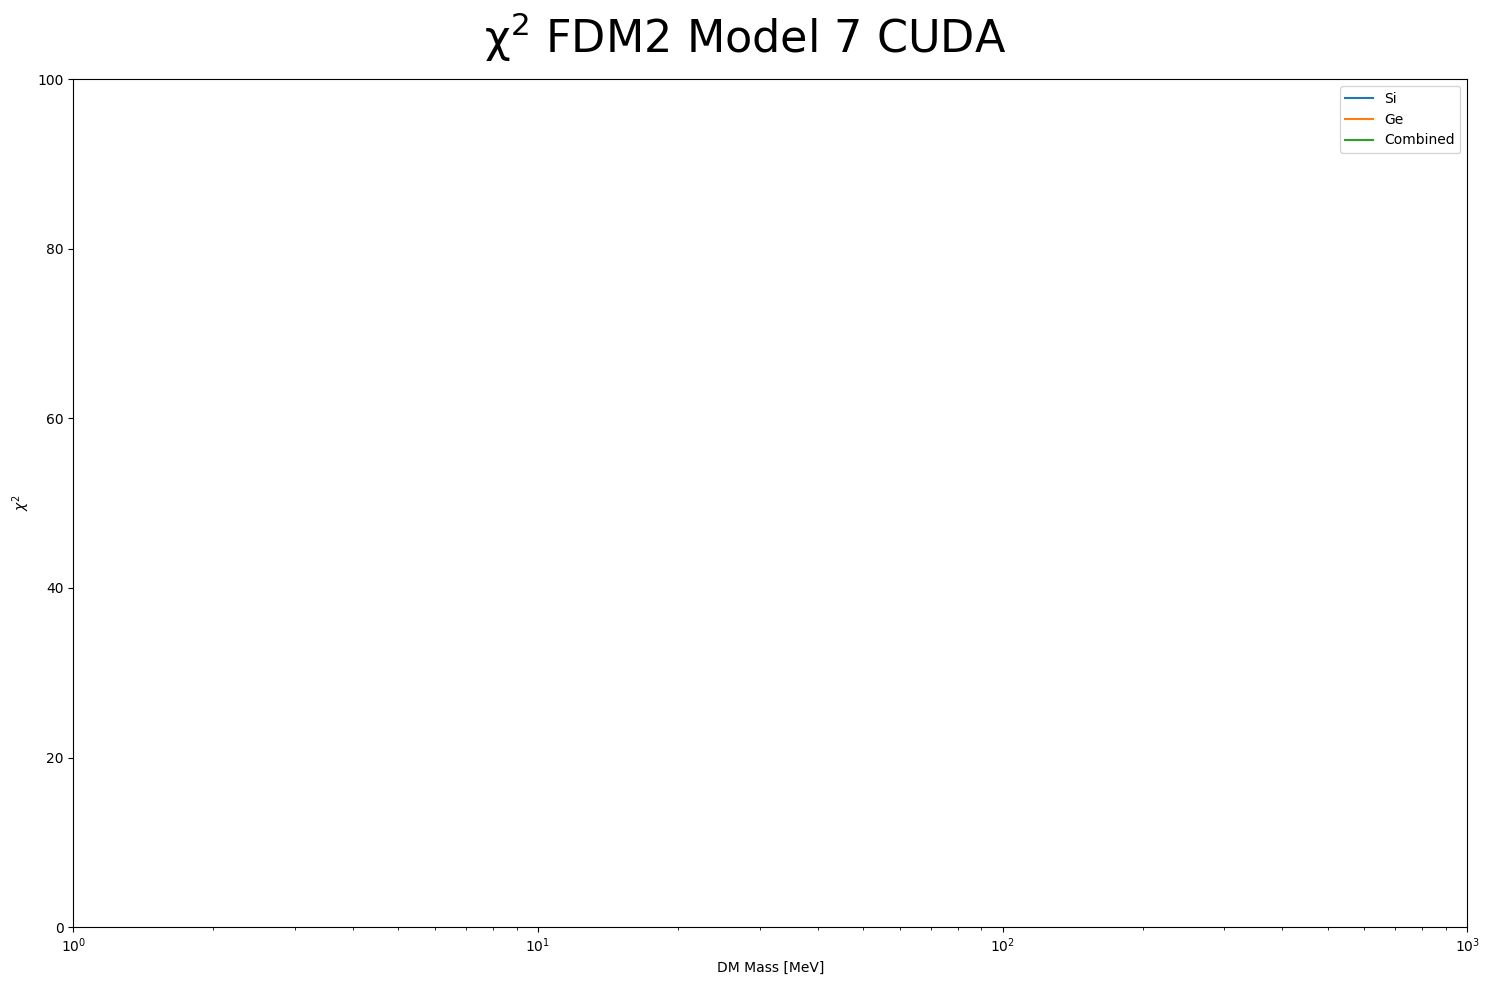 χ² FDM2 Model 7 CUDA
100
80
60
40
20
0
χ²
Si
Ge
Combined
10⁰
10¹
10²
10³
DM Mass [MeV]